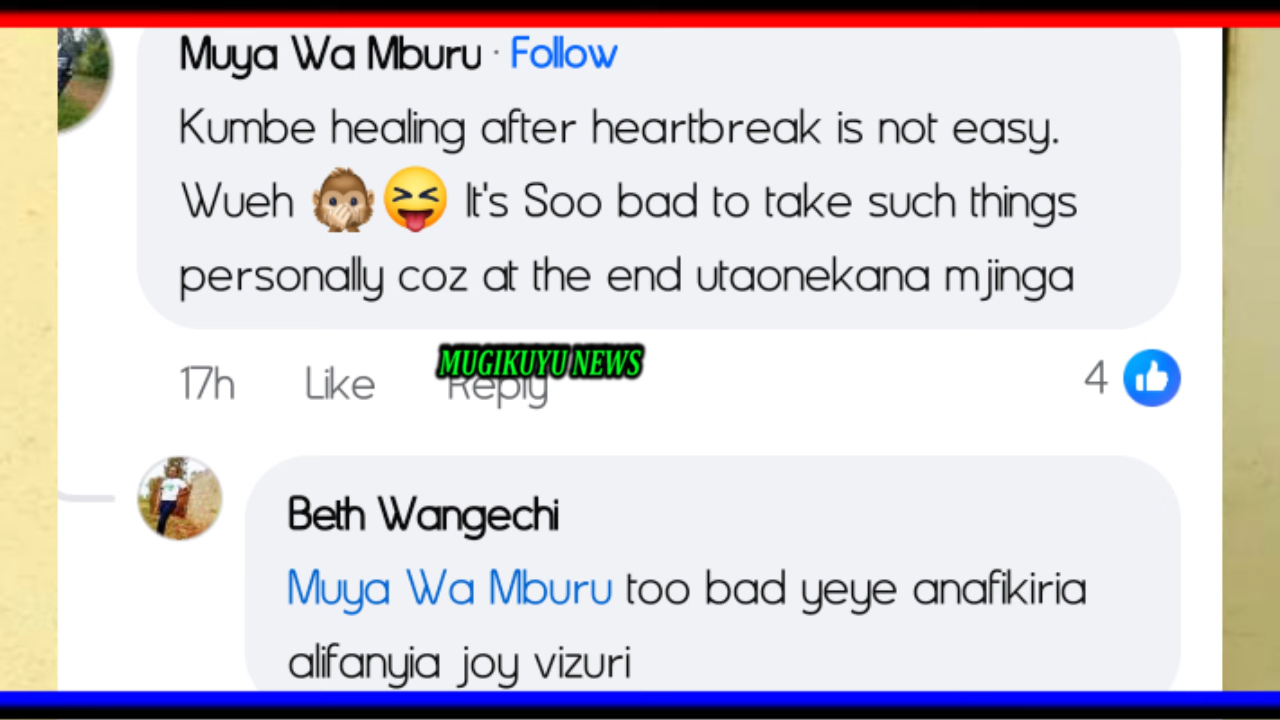 Muya Wa Mburu · Follow
Kumbe healing after heartbreak is not easy.
Wueh 🙊😝 It's Soo bad to take such things
personally coz at the end utaonekana mjinga
MUGIKUYU NEWS
17h Like Reply 4
Beth Wangechi
Muya Wa Mburu too bad yeye anafikiria
alifanyia joy vizuri